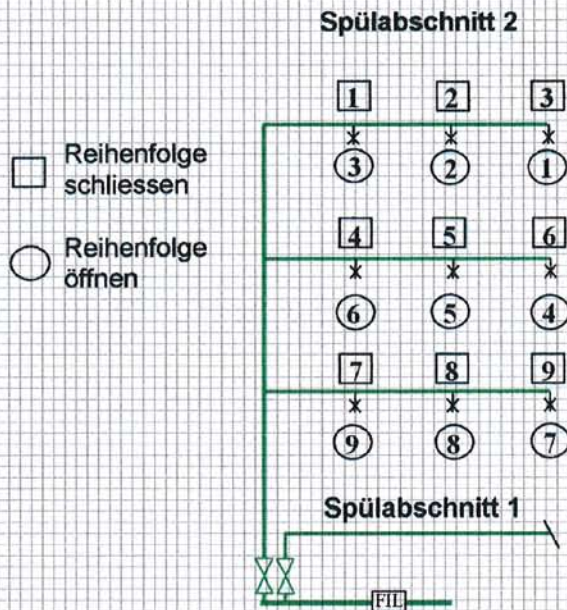 Spülabschnitt 2
1 2 3
3 2 1
Reihenfolge
schliessen
Reihenfolge
öffnen
4 5 6
6 5 4
7 8 9
9 8 7
Spülabschnitt 1
FIL